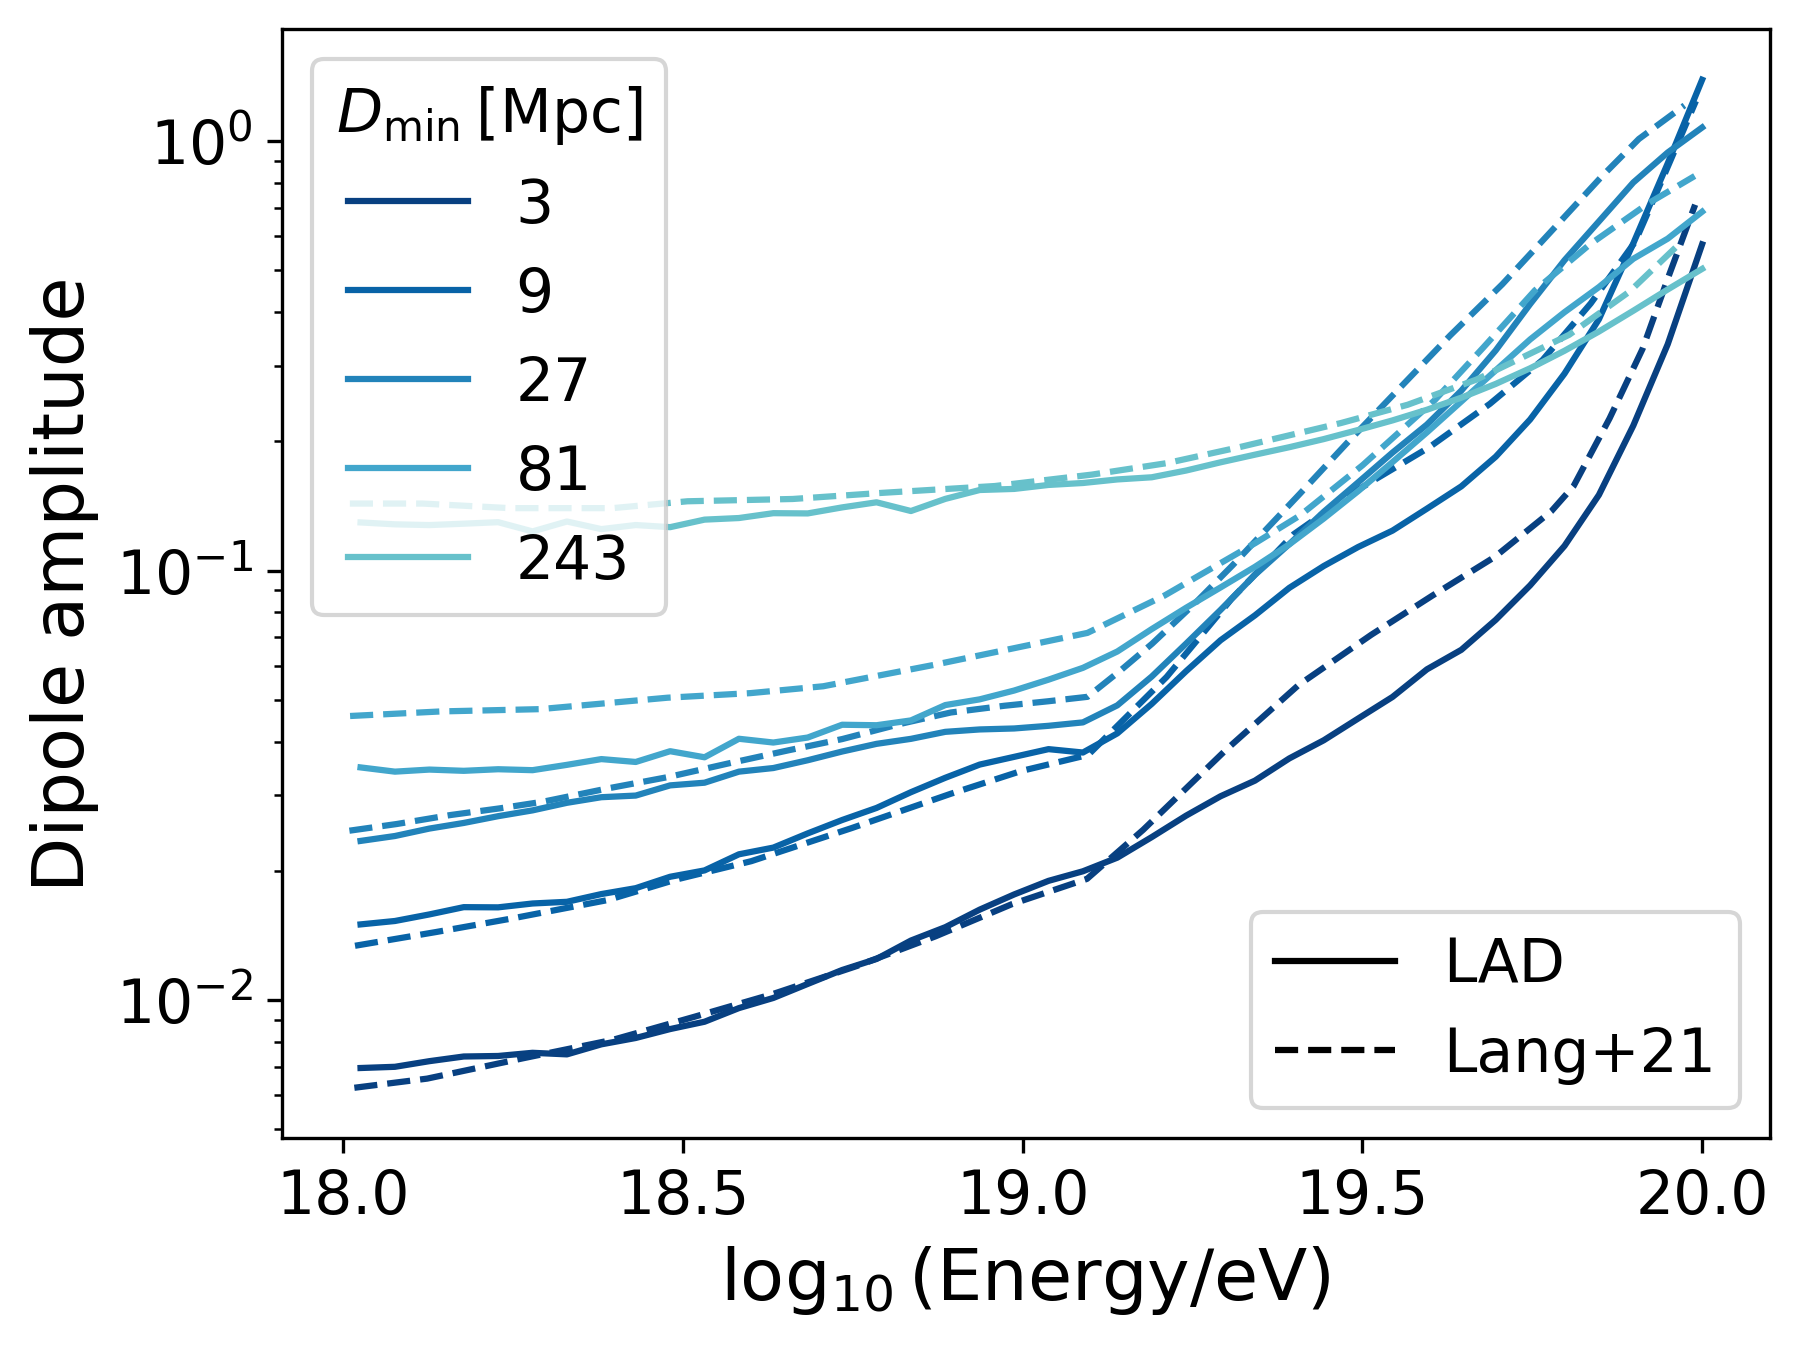 D_min [Mpc]
3
9
27
81
243
10^0
10^−1
10^−2
Dipole amplitude
LAD
Lang+21
18.0 18.5 19.0 19.5 20.0
log_10 (Energy/eV)